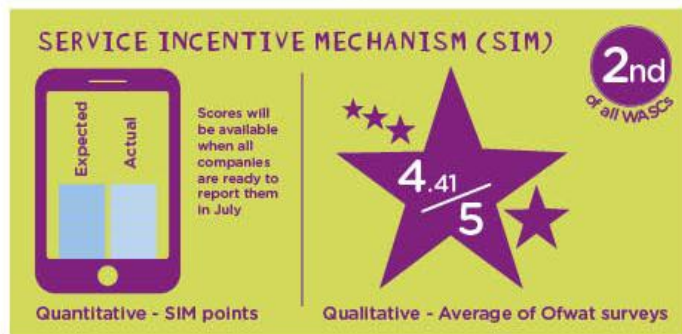 SERVICE INCENTIVE MECHANISM (SIM)
2nd
of all WASCs
Expected
Actual
Scores will
be available
when all
companies
are ready to
report them
in July
4.41
5
Quantitative - SIM points
Qualitative - Average of Ofwat surveys